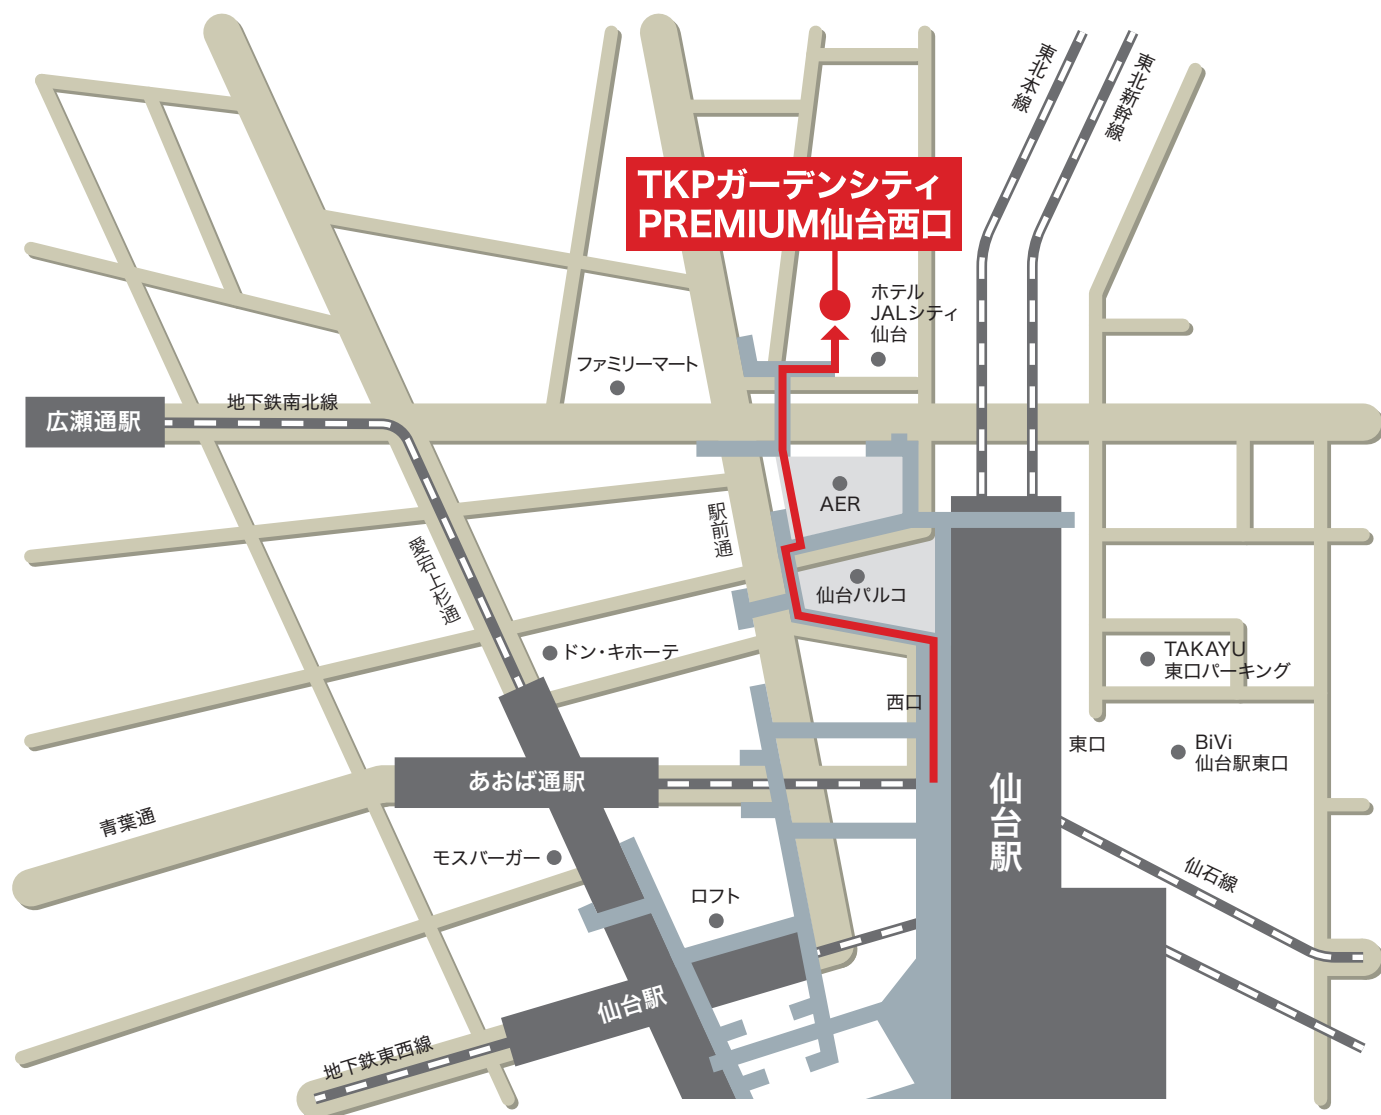 東北本線
東北新幹線
TKPガーデンシティ
PREMIUM仙台西口
ホテル
JALシティ
仙台
ファミリーマート
地下鉄南北線
広瀬通駅
AER
駅前通
愛宕上杉通
仙台パルコ
ドン・キホーテ
TAKAYU
東口パーキング
西口
東口
BiVi
仙台駅東口
あおば通駅
仙台駅
青葉通
モスバーガー
仙石線
ロフト
仙台駅
地下鉄東西線